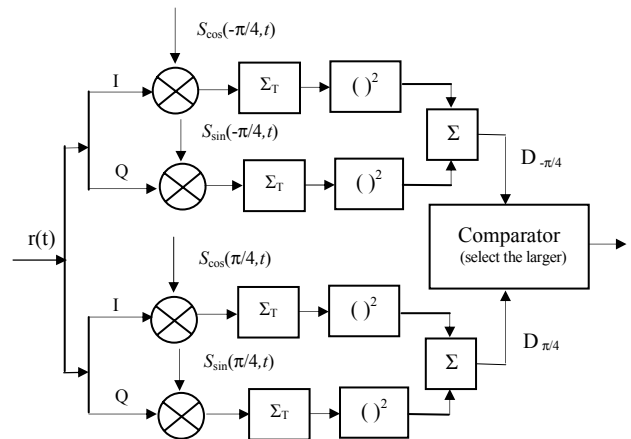 S_cos(-π/4,t)
I
Σ_T
( )²
S_sin(-π/4,t)
Σ
Q
Σ_T
( )²
D_-π/4
r(t)
Comparator
(select the larger)
S_cos(π/4,t)
I
Σ_T
( )²
S_sin(π/4,t)
Σ
D_π/4
Q
Σ_T
( )²